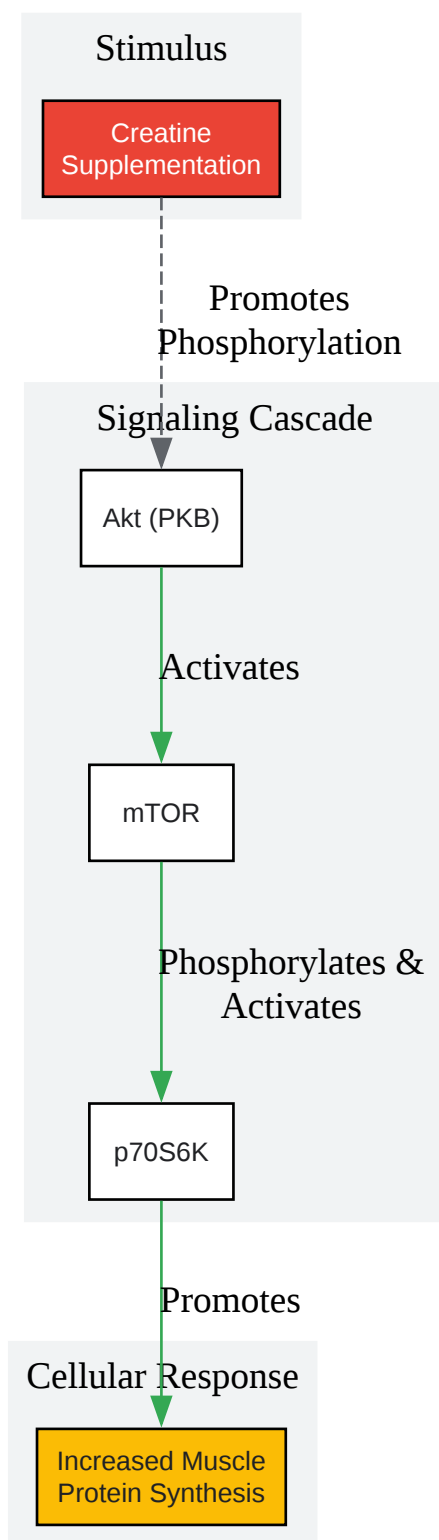 Stimulus
Creatine
Supplementation
Promotes
Phosphorylation
Signaling Cascade
Akt (PKB)
Activates
mTOR
Phosphorylates &
Activates
p70S6K
Promotes
Cellular Response
Increased Muscle
Protein Synthesis